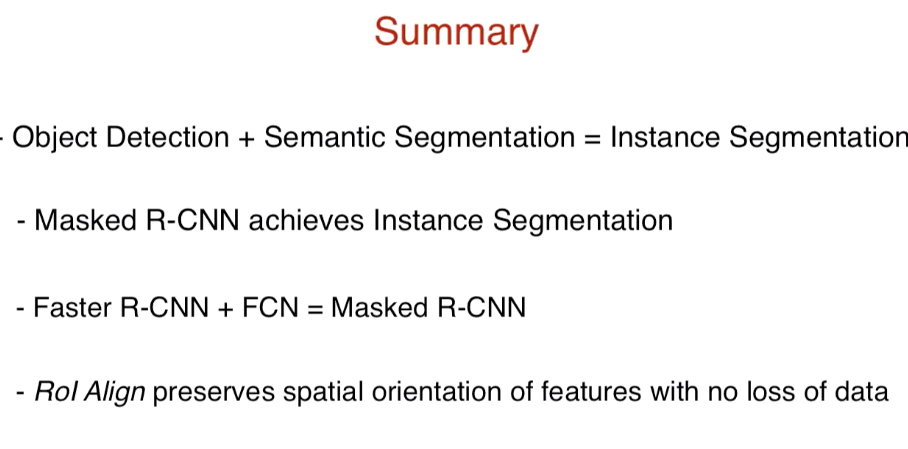 Summary
- Object Detection + Semantic Segmentation = Instance Segmentation
- Masked R-CNN achieves Instance Segmentation
- Faster R-CNN + FCN = Masked R-CNN
- RoI Align preserves spatial orientation of features with no loss of data